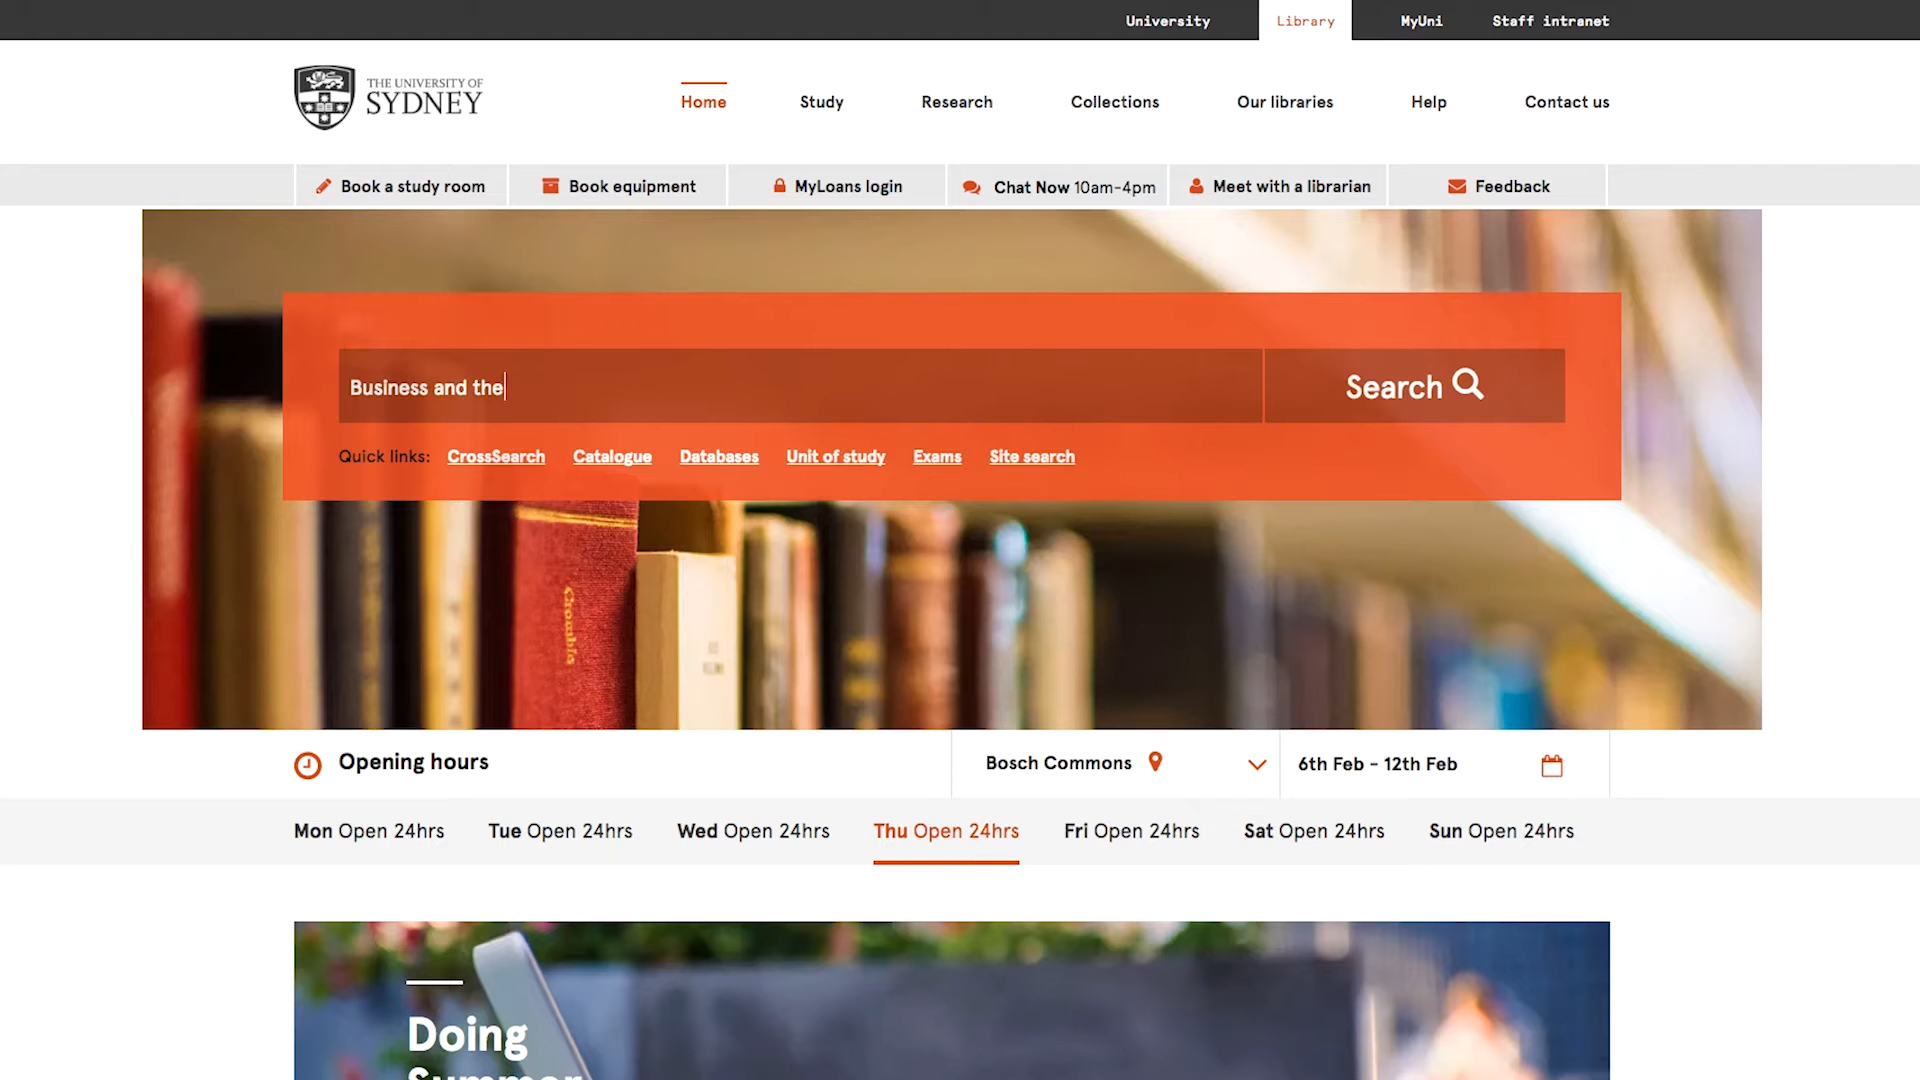 University Library MyUni Staff intranet
THE UNIVERSITY OF
SYDNEY
Home Study Research Collections Our libraries Help Contact us
Book a study room Book equipment MyLoans login Chat Now 10am-4pm Meet with a librarian Feedback
Business and the
Search
Quick links: CrossSearch Catalogue Databases Unit of study Exams Site search
Crombis
Opening hours Bosch Commons 6th Feb - 12th Feb
Mon Open 24hrs Tue Open 24hrs Wed Open 24hrs Thu Open 24hrs Fri Open 24hrs Sat Open 24hrs Sun Open 24hrs
Doing
Summer